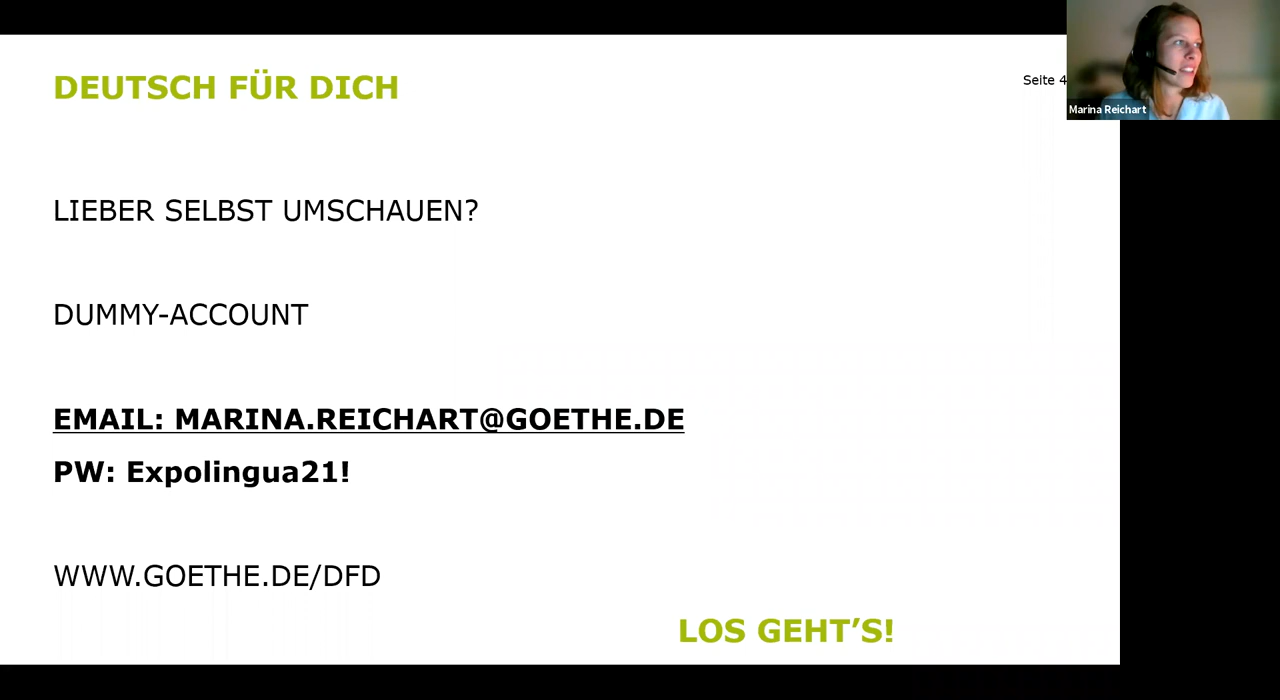 DEUTSCH FÜR DICH
Seite 4
Marina Reichart
LIEBER SELBST UMSCHAUEN?
DUMMY-ACCOUNT
EMAIL: MARINA.REICHART@GOETHE.DE
PW: Expolingua21!
WWW.GOETHE.DE/DFD
LOS GEHT’S!